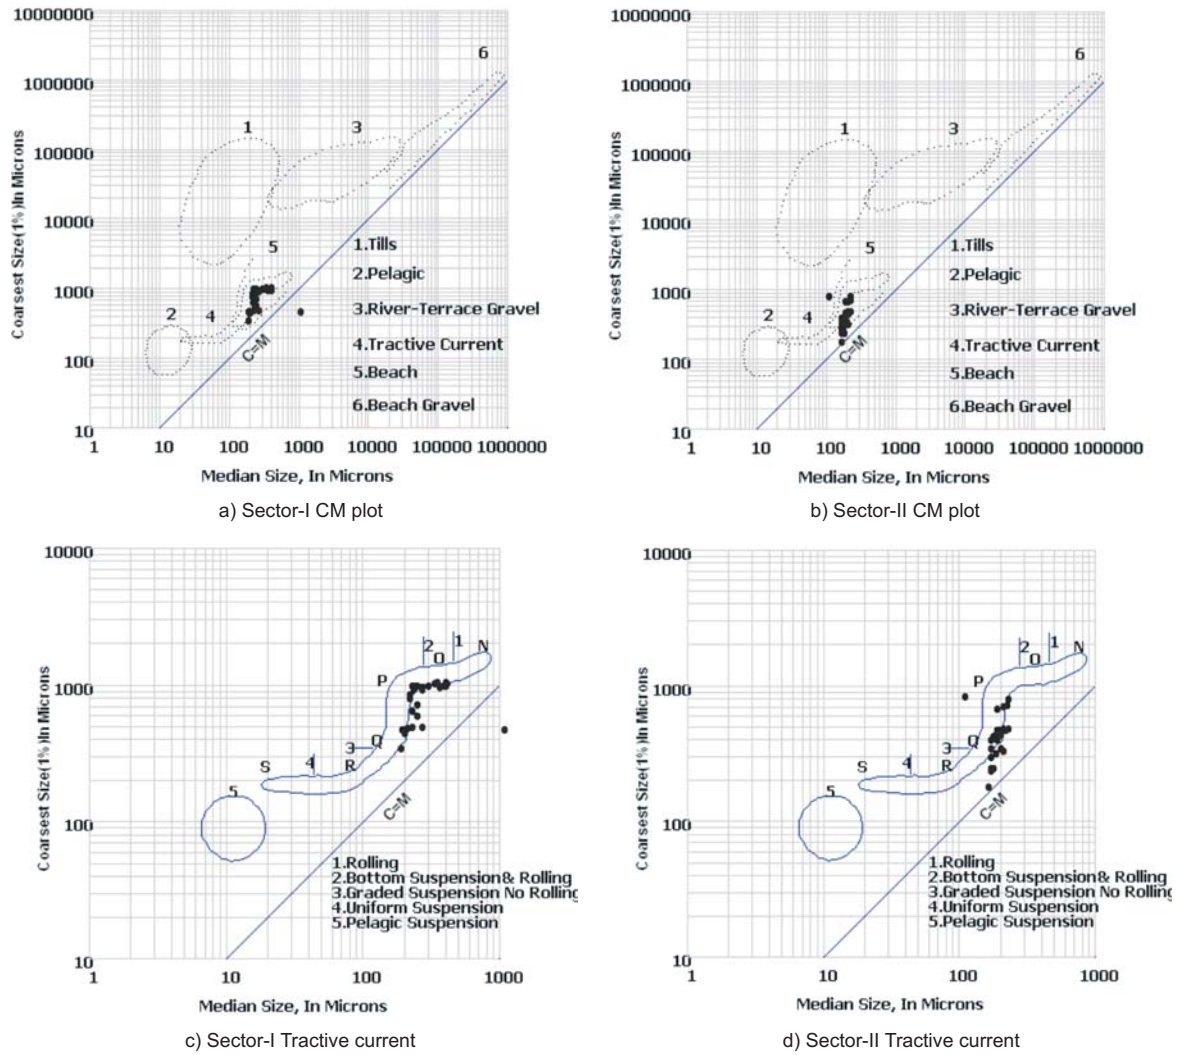 10000000
1000000
100000
10000
1000
100
10
1 10 100 1000 10000 100000 1000000
Coarsest Size(1%)In Microns
Median Size, In Microns
1
2
3
4
5
6
C=M
1.Tills
2.Pelagic
3.River-Terrace Gravel
4.Tractive Current
5.Beach
6.Beach Gravel
a) Sector-I CM plot
10000000
1000000
100000
10000
1000
100
10
1 10 100 1000 10000 100000 1000000
Coarsest Size(1%)In Microns
Median Size, In Microns
1
2
3
4
5
6
C=M
1.Tills
2.Pelagic
3.River-Terrace Gravel
4.Tractive Current
5.Beach
6.Beach Gravel
b) Sector-II CM plot
10000
1000
100
10
1 10 100 1000
Coarsest Size(1%)In Microns
Median Size, In Microns
2 1
O N
P
3 Q
S 4 R
5
C=M
1.Rolling
2.Bottom Suspension& Rolling
3.Graded Suspension No Rolling
4.Uniform Suspension
5.Pelagic Suspension
c) Sector-I Tractive current
10000
1000
100
10
1 10 100 1000
Coarsest Size(1%)In Microns
Median Size, In Microns
2 1
O N
P
3 Q
S 4 R
5
C=M
1.Rolling
2.Bottom Suspension& Rolling
3.Graded Suspension No Rolling
4.Uniform Suspension
5.Pelagic Suspension
d) Sector-II Tractive current